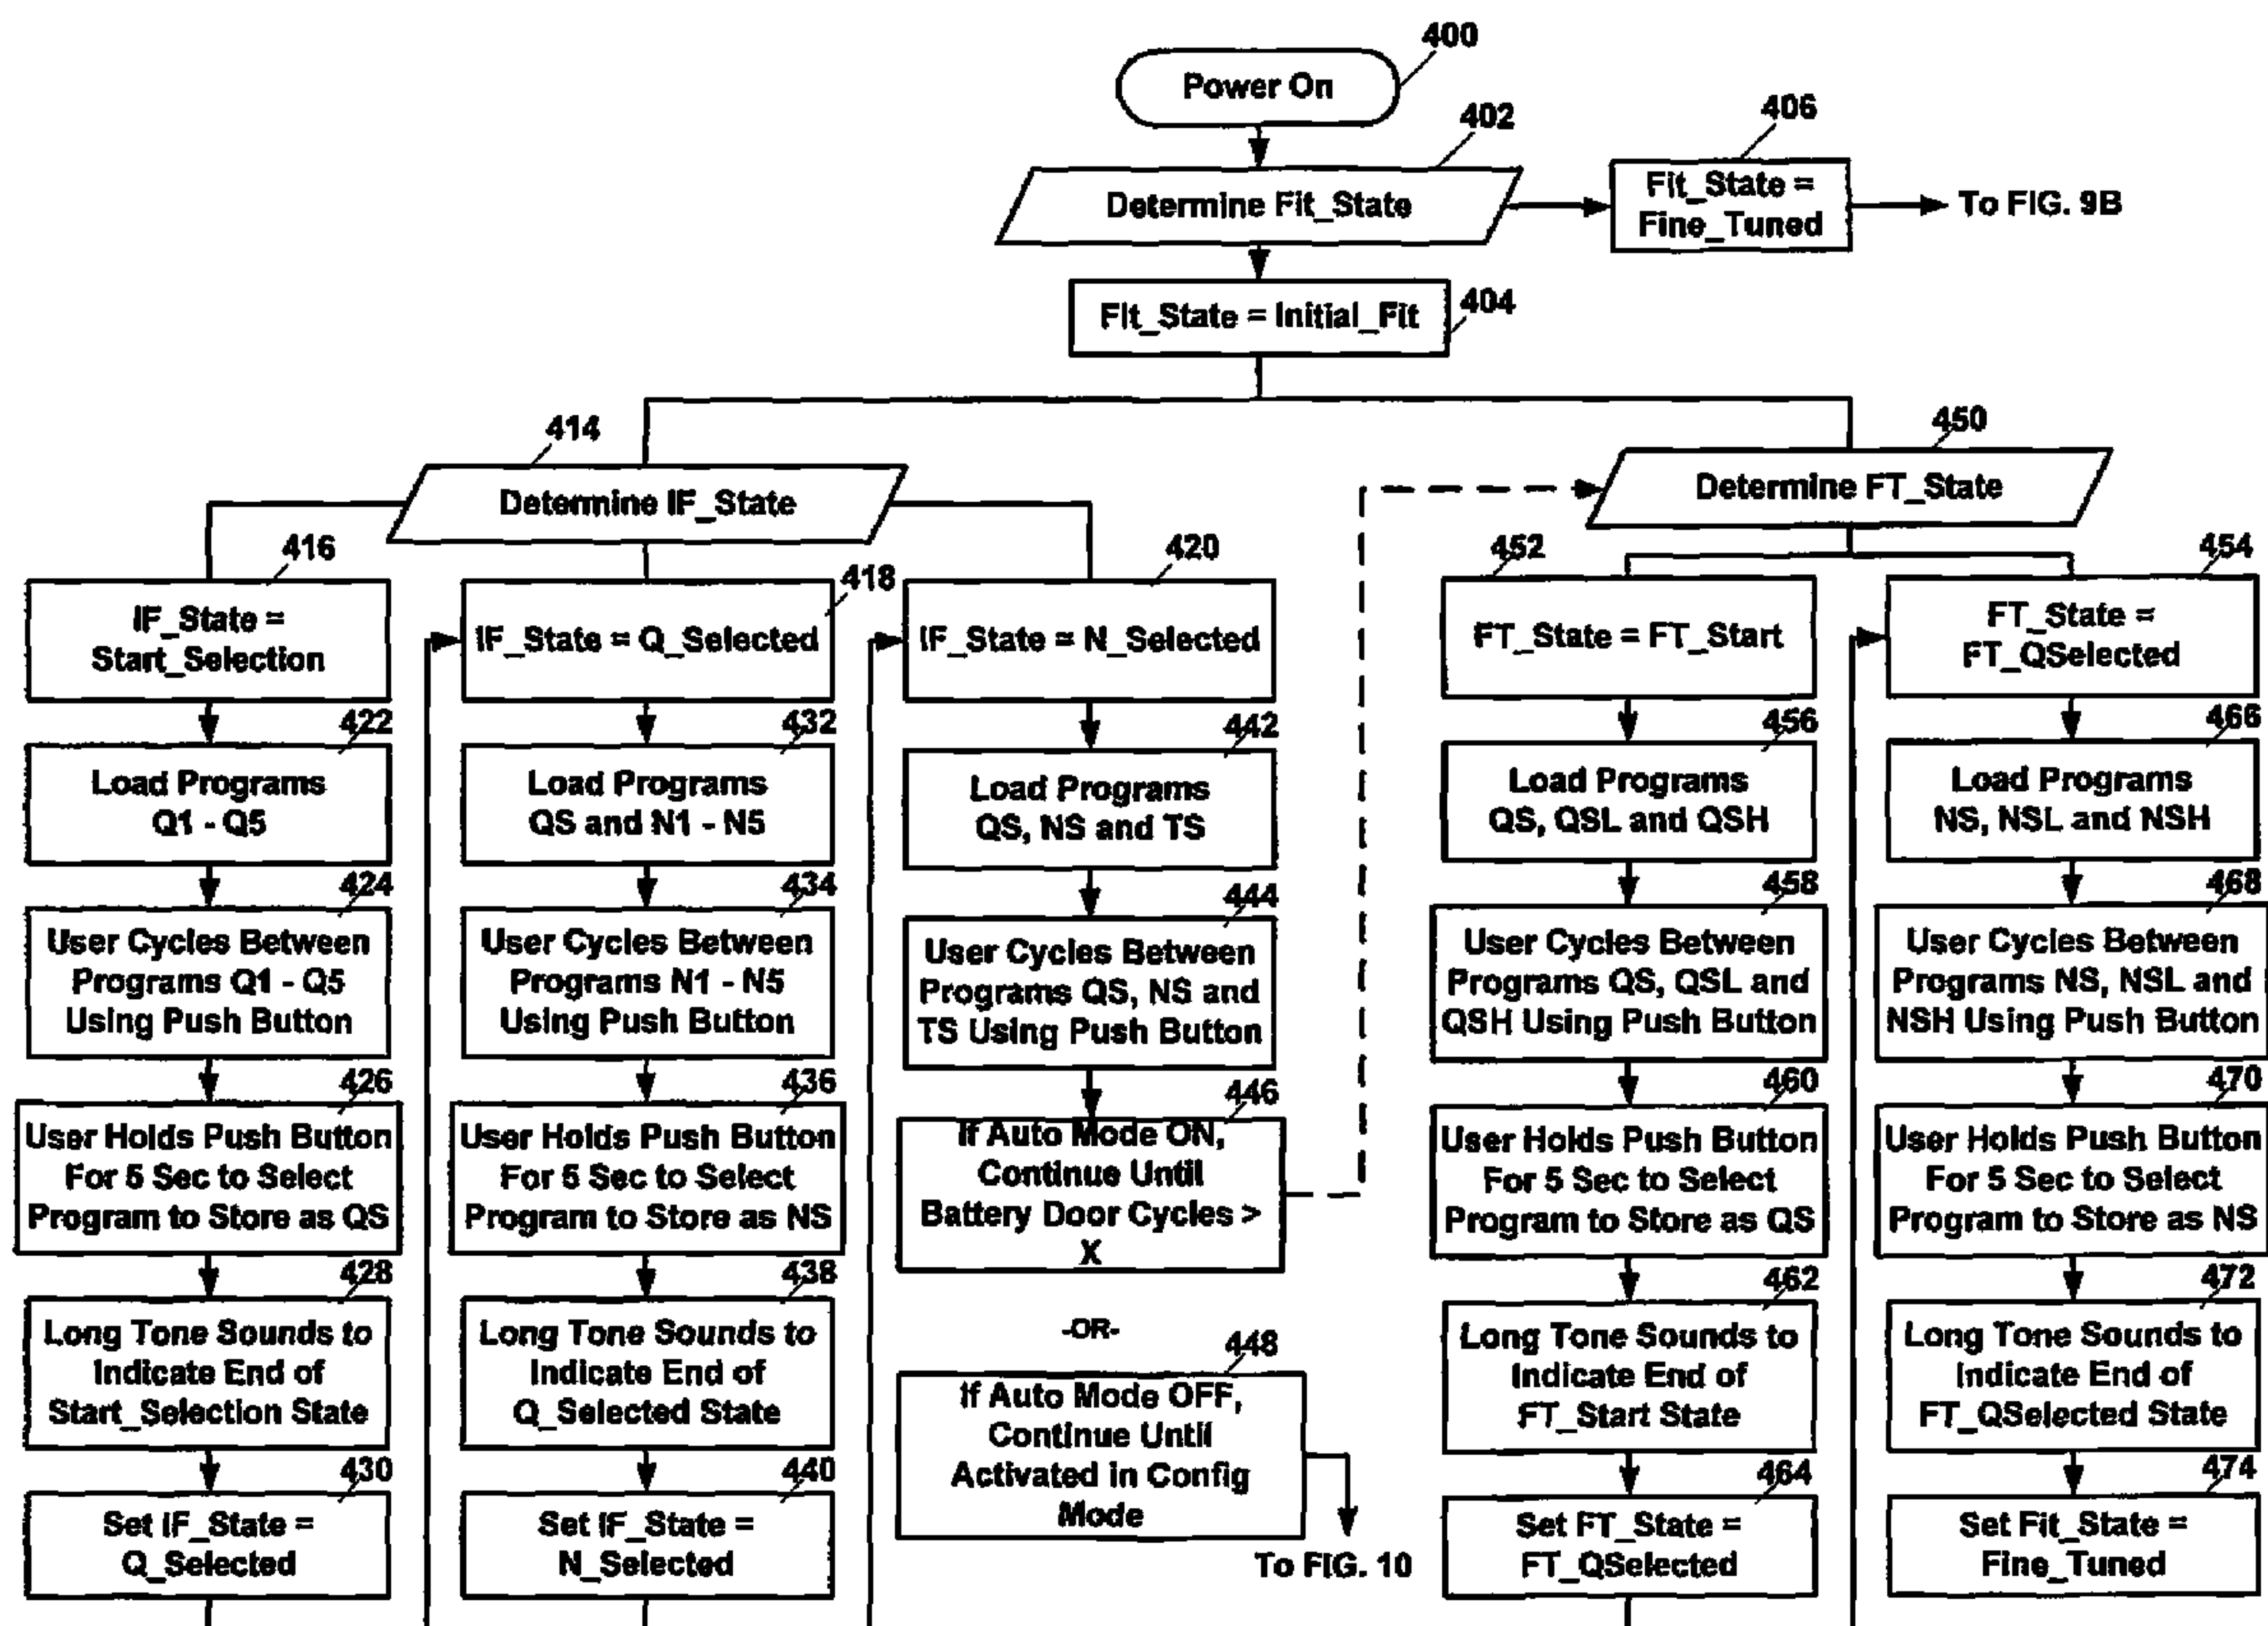 400
Power On
402
406
Determine Fit_State
Fit_State =
Fine_Tuned
To FIG. 9B
Fit_State = Initial_Fit
404
414
Determine IF_State
450
Determine FT_State
416
IF_State =
Start_Selection
422
Load Programs
Q1 - Q5
424
User Cycles Between
Programs Q1 - Q5
Using Push Button
426
User Holds Push Button
For 5 Sec to Select
Program to Store as QS
428
Long Tone Sounds to
Indicate End of
Start_Selection State
430
Set IF_State =
Q_Selected
418
IF_State = Q_Selected
432
Load Programs
QS and N1 - N5
434
User Cycles Between
Programs N1 - N5
Using Push Button
436
User Holds Push Button
For 5 Sec to Select
Program to Store as NS
438
Long Tone Sounds to
Indicate End of
Q_Selected State
440
Set IF_State =
N_Selected
420
IF_State = N_Selected
442
Load Programs
QS, NS and TS
444
User Cycles Between
Programs QS, NS and
TS Using Push Button
446
If Auto Mode ON,
Continue Until
Battery Door Cycles >
X
-OR-
448
If Auto Mode OFF,
Continue Until
Activated in Config
Mode
To FIG. 10
452
FT_State = FT_Start
456
Load Programs
QS, QSL and QSH
458
User Cycles Between
Programs QS, QSL and
QSH Using Push Button
460
User Holds Push Button
For 5 Sec to Select
Program to Store as QS
462
Long Tone Sounds to
Indicate End of
FT_Start State
464
Set FT_State =
FT_QSelected
454
FT_State =
FT_QSelected
466
Load Programs
NS, NSL and NSH
468
User Cycles Between
Programs NS, NSL and
NSH Using Push Button
470
User Holds Push Button
For 5 Sec to Select
Program to Store as NS
472
Long Tone Sounds to
Indicate End of
FT_QSelected State
474
Set Fit_State =
Fine_Tuned